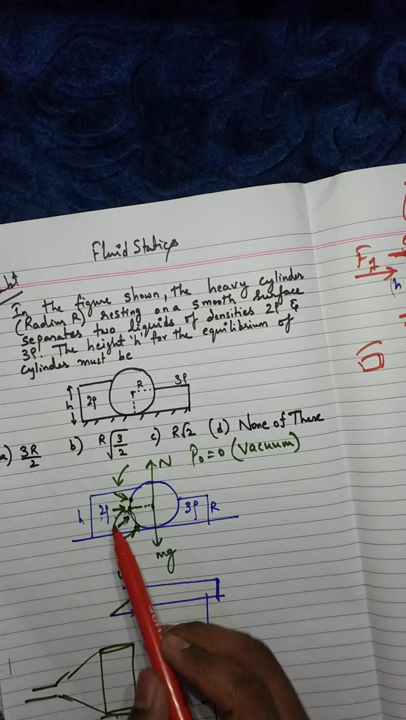 Fluid Statics
In the figure shown, the heavy cylinder
(Radius R) resting on a smooth surface
separates two liquids of densities 2ρ &
3ρ. The height 'h' for the equilibrium of
cylinder must be
h 2ρ R r 3ρ
a) 3R/2 b) R√(3/2) c) R√2 (d) None of These
N P₀=0 (Vacuum)
h 2ρ 3ρ R
mg
F
(h